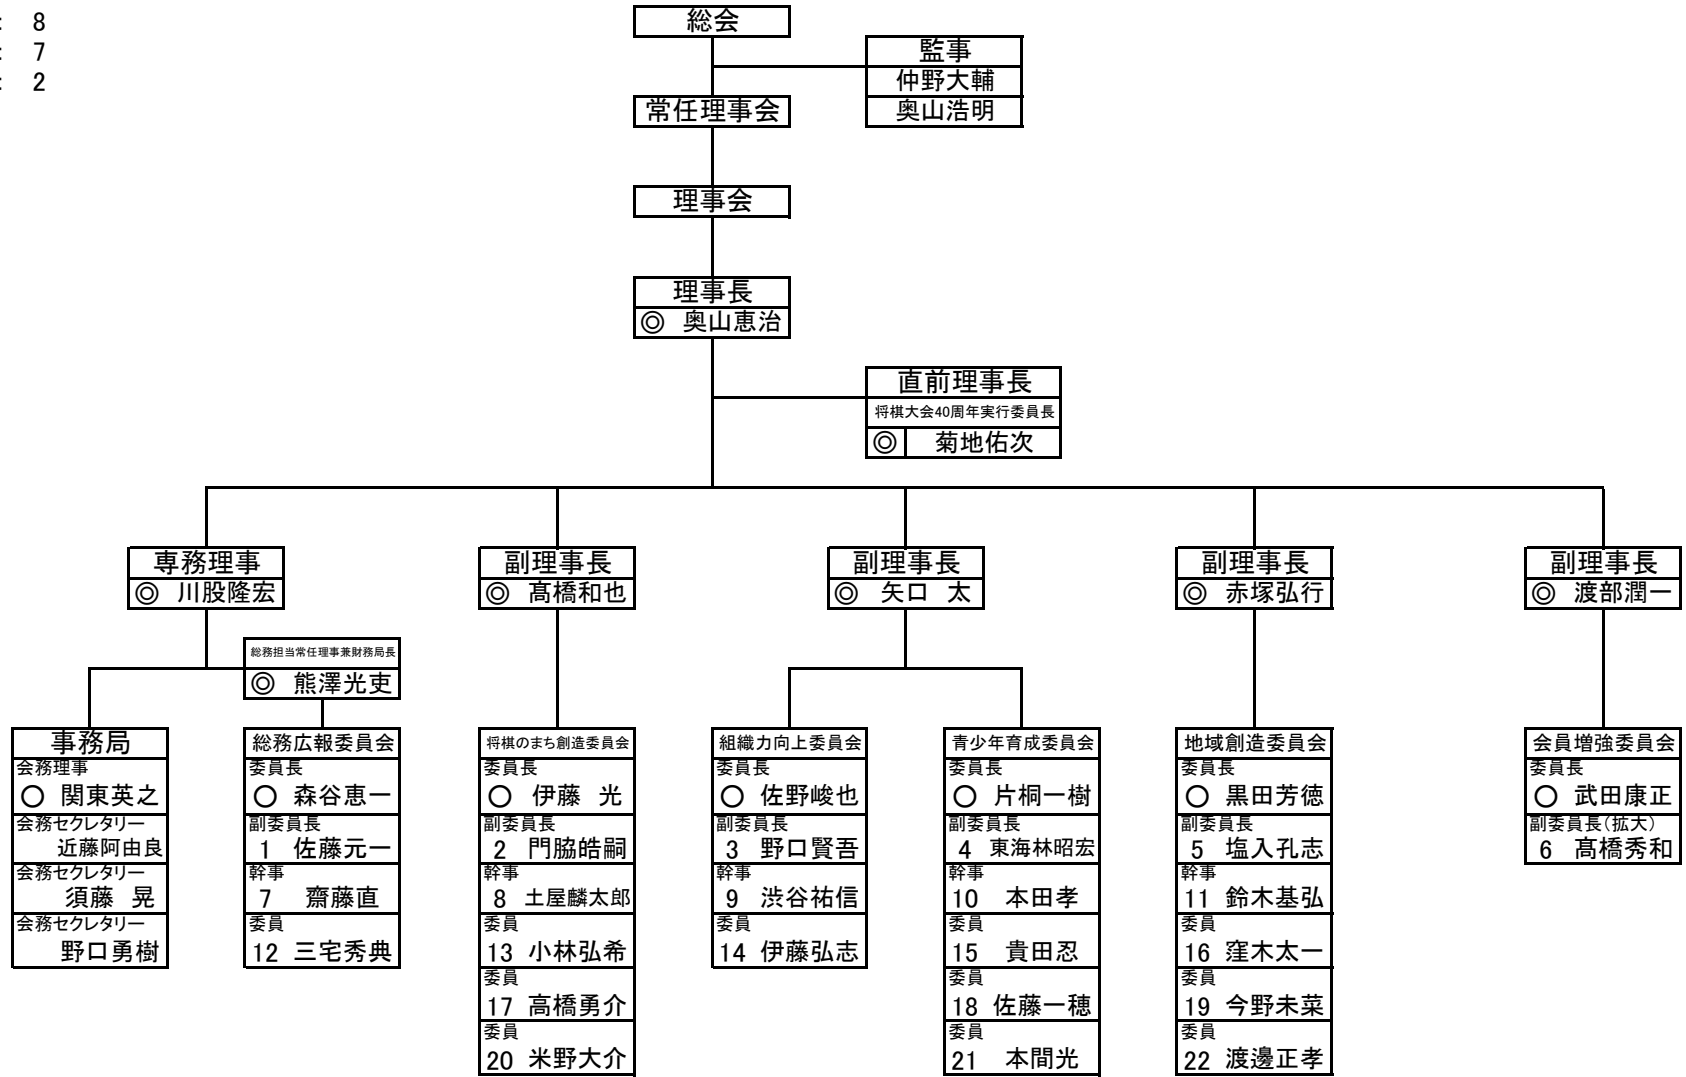 : 8
: 7
: 2
総会
監事
仲野大輔
奥山浩明
常任理事会
理事会
理事長
◎ 奥山恵治
直前理事長
将棋大会40周年実行委員長
◎ 菊地佑次
専務理事
◎ 川股隆宏
副理事長
◎ 髙橋和也
副理事長
◎ 矢口 太
副理事長
◎ 赤塚弘行
副理事長
◎ 渡部潤一
総務担当常任理事兼財務局長
◎ 熊澤光吏
事務局
会務理事
○ 関東英之
会務セクレタリー
近藤阿由良
会務セクレタリー
須藤 晃
会務セクレタリー
野口勇樹
総務広報委員会
委員長
○ 森谷恵一
副委員長
1 佐藤元一
幹事
7 齋藤直
委員
12 三宅秀典
将棋のまち創造委員会
委員長
○ 伊藤 光
副委員長
2 門脇皓嗣
幹事
8 土屋麟太郎
委員
13 小林弘希
委員
17 高橋勇介
委員
20 米野大介
組織力向上委員会
委員長
○ 佐野峻也
副委員長
3 野口賢吾
幹事
9 渋谷祐信
委員
14 伊藤弘志
青少年育成委員会
委員長
○ 片桐一樹
副委員長
4 東海林昭宏
幹事
10 本田孝
委員
15 貴田忍
委員
18 佐藤一穂
委員
21 本間光
地域創造委員会
委員長
○ 黒田芳徳
副委員長
5 塩入孔志
幹事
11 鈴木基弘
委員
16 窪木太一
委員
19 今野未菜
委員
22 渡邊正孝
会員増強委員会
委員長
○ 武田康正
副委員長(拡大)
6 髙橋秀和